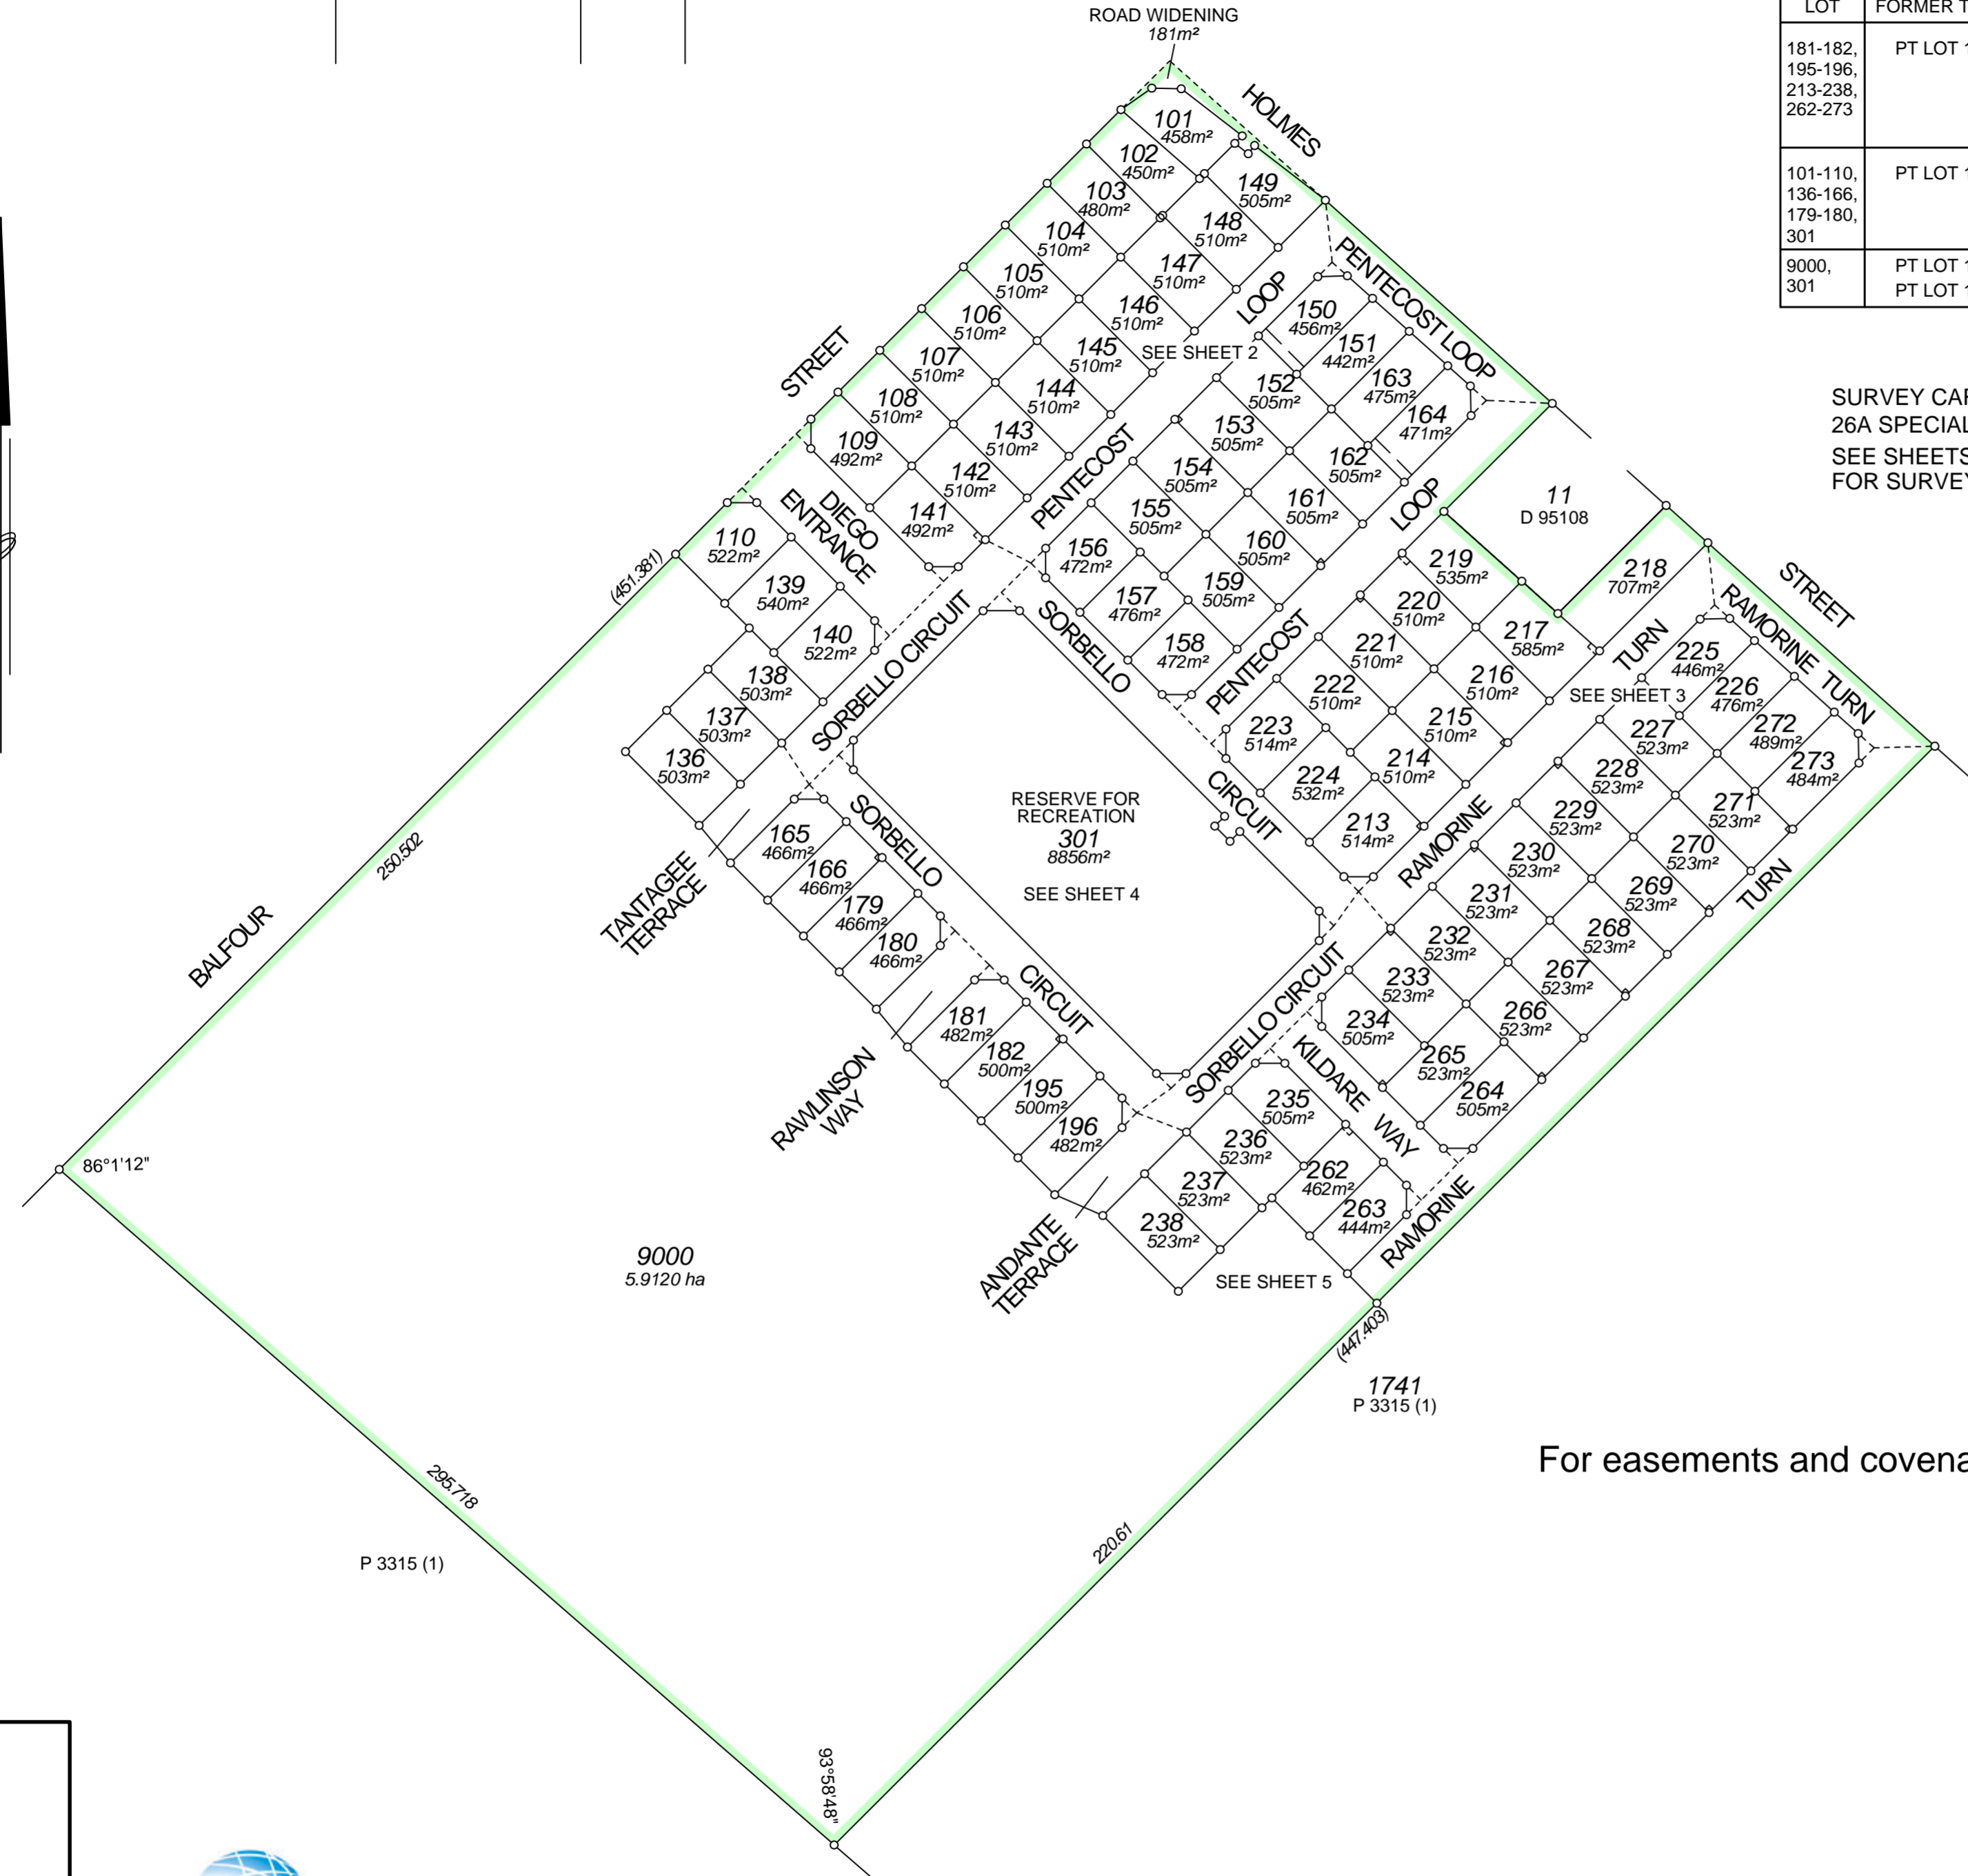 ROAD WIDENING
181m²
LOT
FORMER T
181-182,
195-196,
213-238,
262-273
PT LOT 1
101-110,
136-166,
179-180,
301
PT LOT 1
9000,
301
PT LOT 1
PT LOT 1
SURVEY CAR
26A SPECIAL
SEE SHEETS
FOR SURVEY
HOLMES
STREET
101
458m²
102
450m²
103
480m²
104
510m²
105
510m²
106
510m²
107
510m²
108
510m²
109
492m²
149
505m²
148
510m²
147
510m²
146
510m²
145
510m²
144
510m²
143
510m²
142
510m²
141
492m²
LOOP
PENTECOST LOOP
SEE SHEET 2
150
456m²
151
442m²
163
475m²
164
471m²
152
505m²
153
505m²
154
505m²
155
505m²
156
472m²
162
505m²
161
505m²
160
505m²
159
505m²
157
476m²
158
472m²
PENTECOST
STREET
DIEGO
ENTRANCE
110
522m²
139
540m²
140
522m²
138
503m²
137
503m²
136
503m²
(451.381)
SORBELLO CIRCUIT
SORBELLO
CIRCUIT
LOOP
PENTECOST
11
D 95108
219
535m²
218
707m²
220
510m²
217
585m²
221
510m²
216
510m²
222
510m²
215
510m²
223
514m²
214
510m²
224
532m²
213
514m²
TURN
RAMORINE TURN
SEE SHEET 3
225
446m²
226
476m²
272
489m²
273
484m²
227
523m²
228
523m²
229
523m²
230
523m²
231
523m²
232
523m²
233
523m²
234
505m²
271
523m²
270
523m²
269
523m²
268
523m²
267
523m²
266
523m²
265
523m²
264
505m²
RAMORINE
TURN
RESERVE FOR
RECREATION
301
8856m²
SEE SHEET 4
SORBELLO
CIRCUIT
165
466m²
166
466m²
179
466m²
180
466m²
TANTAGEE
TERRACE
181
482m²
182
500m²
195
500m²
196
482m²
RAWLINSON
WAY
SORBELLO CIRCUIT
KILDARE WAY
235
505m²
236
523m²
237
523m²
238
523m²
262
462m²
263
444m²
RAMORINE
ANDANTE
TERRACE
SEE SHEET 5
250.502
BALFOUR
86°1'12"
9000
5.9120 ha
(447.403)
1741
P 3315 (1)
For easements and covena
295.718
220.61
P 3315 (1)
93°58'48"